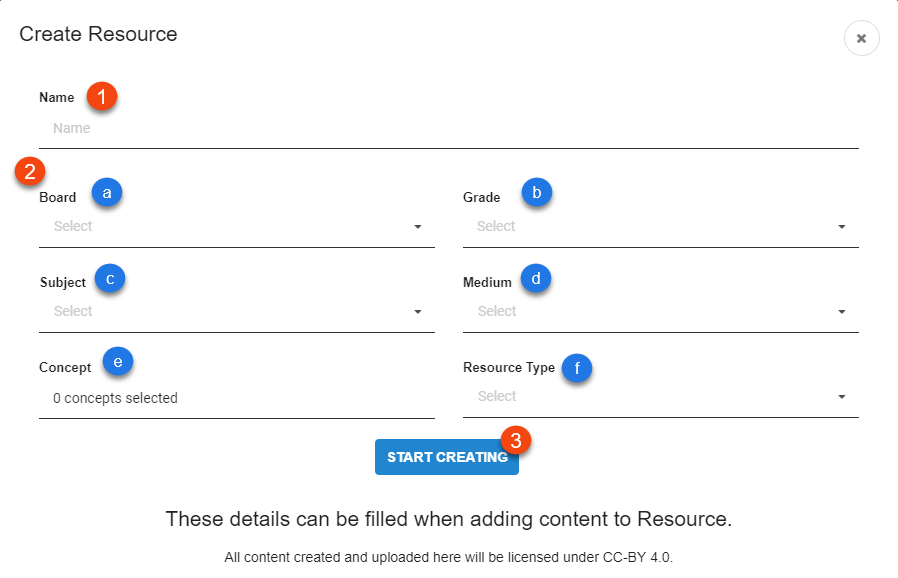 Create Resource
Name 1
Name
2
Board a Grade b
Select Select
Subject c Medium d
Select Select
Concept e Resource Type f
0 concepts selected Select
START CREATING 3
These details can be filled when adding content to Resource.
All content created and uploaded here will be licensed under CC-BY 4.0.